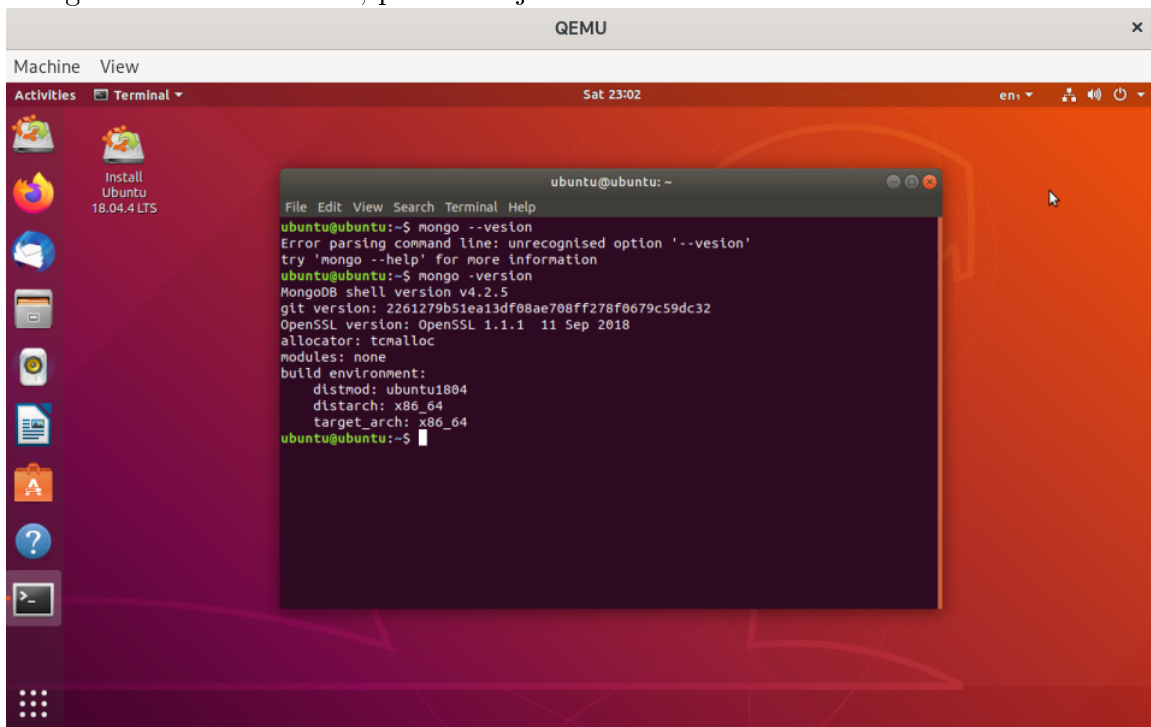 QEMU
Machine View
Activities Terminal Sat 23:02 en₁
Install
Ubuntu
18.04.4 LTS
ubuntu@ubuntu: ~
File Edit View Search Terminal Help
ubuntu@ubuntu:~$ mongo --vesion
Error parsing command line: unrecognised option '--vesion'
try 'mongo --help' for more information
ubuntu@ubuntu:~$ mongo -version
MongoDB shell version v4.2.5
git version: 2261279b51ea13df08ae708ff278f0679c59dc32
OpenSSL version: OpenSSL 1.1.1  11 Sep 2018
allocator: tcmalloc
modules: none
build environment:
    distmod: ubuntu1804
    distarch: x86_64
    target_arch: x86_64
ubuntu@ubuntu:~$